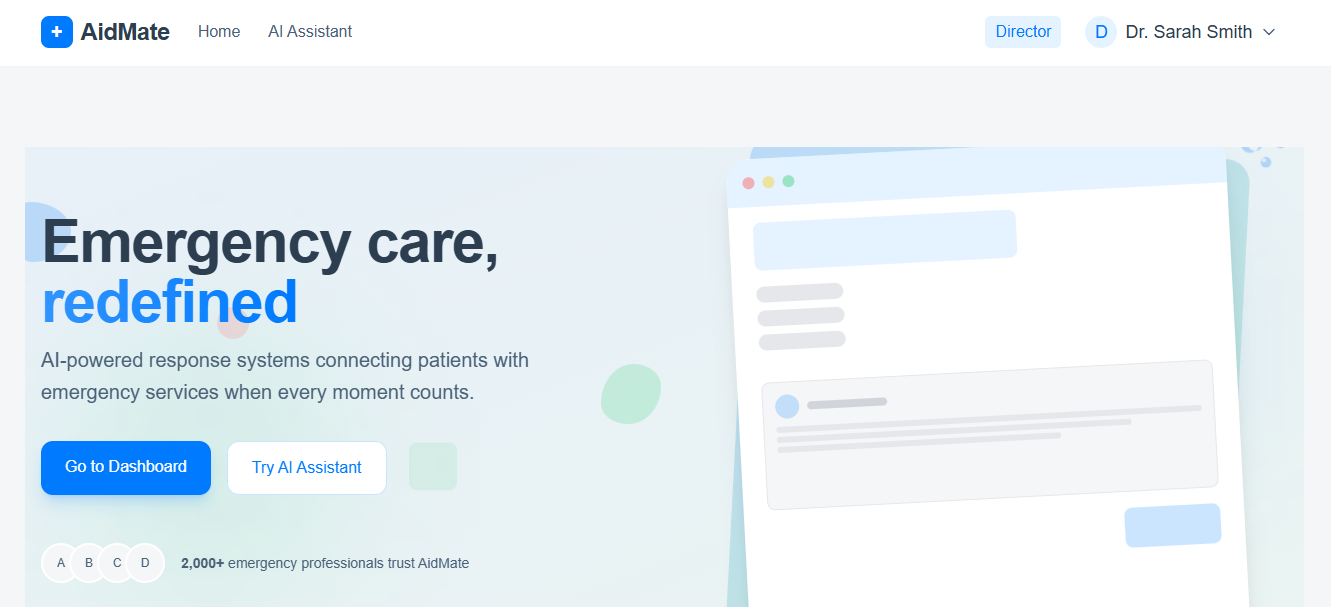 + AidMate Home AI Assistant Director D Dr. Sarah Smith
Emergency care,
redefined
AI-powered response systems connecting patients with
emergency services when every moment counts.
Go to Dashboard Try AI Assistant
A B C D 2,000+ emergency professionals trust AidMate